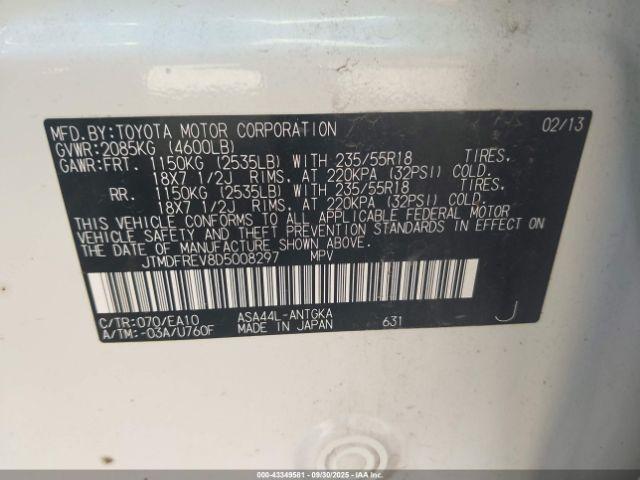 MFD.BY:TOYOTA MOTOR CORPORATION 02/13
GVWR:2085KG (4600LB)
GAWR:FRT. 1150KG (2535LB) WITH 235/55R18 TIRES.
18X7 1/2J RIMS. AT 220KPA (32PSI) COLD.
RR. 1150KG (2535LB) WITH 235/55R18 TIRES.
18X7 1/2J RIMS. AT 220KPA (32PSI) COLD.
THIS VEHICLE CONFORMS TO ALL APPLICABLE FEDERAL MOTOR
VEHICLE SAFETY AND THEFT PREVENTION STANDARDS IN EFFECT ON
THE DATE OF MANUFACTURE SHOWN ABOVE.
JTMDFREV8D5008297 MPV
C/TR:070/EA10 ASA44L-ANTGKA
A/TM:-03A/U760F MADE IN JAPAN 631 J
000-43349581 - 09/30/2025 - COPYRIGHT IAA, LLC